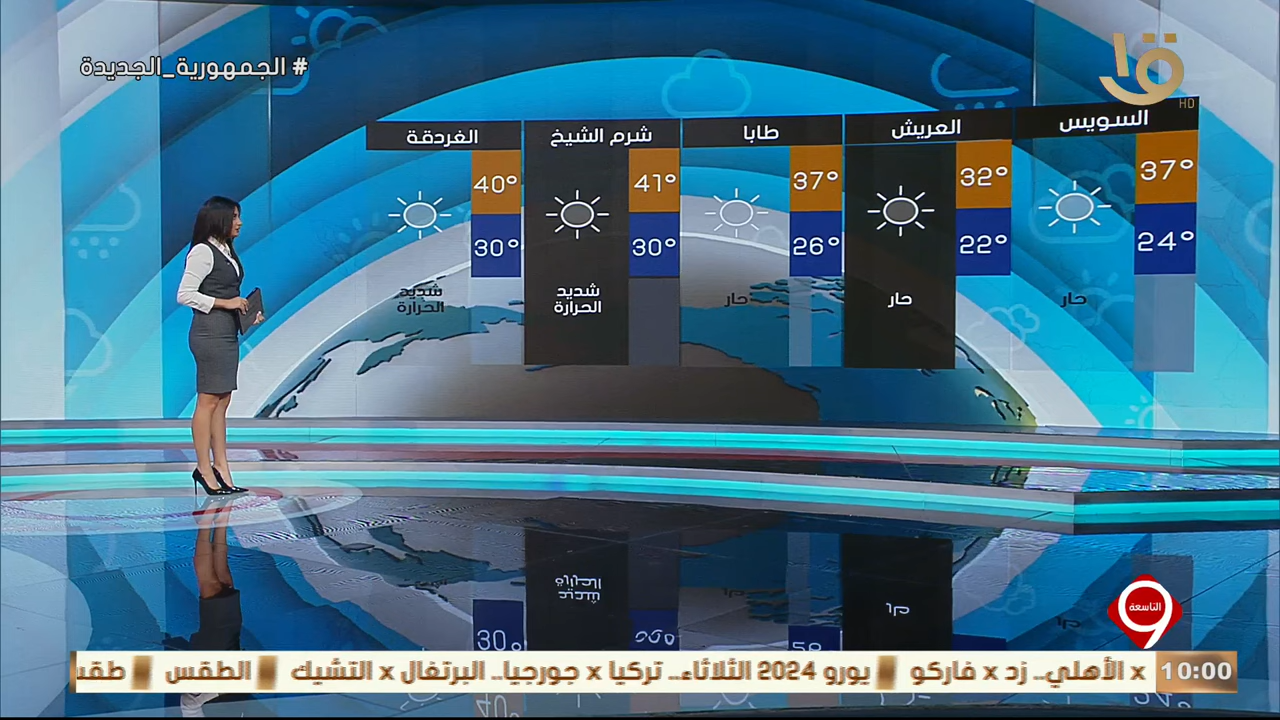 # الجمهورية_الجديدة
HD
السويس
37°
24°
حار
العريش
32°
22°
حار
طابا
37°
26°
حار
شرم الشيخ
41°
30°
شديد
الحرارة
الغردقة
40°
30°
شديد
الحرارة
التاسعة
9
10:00
x الأهلي.. زد x فاركو
يورو 2024 الثلاثاء.. تركيا x جورجيا.. البرتغال x التشيك
الطقس